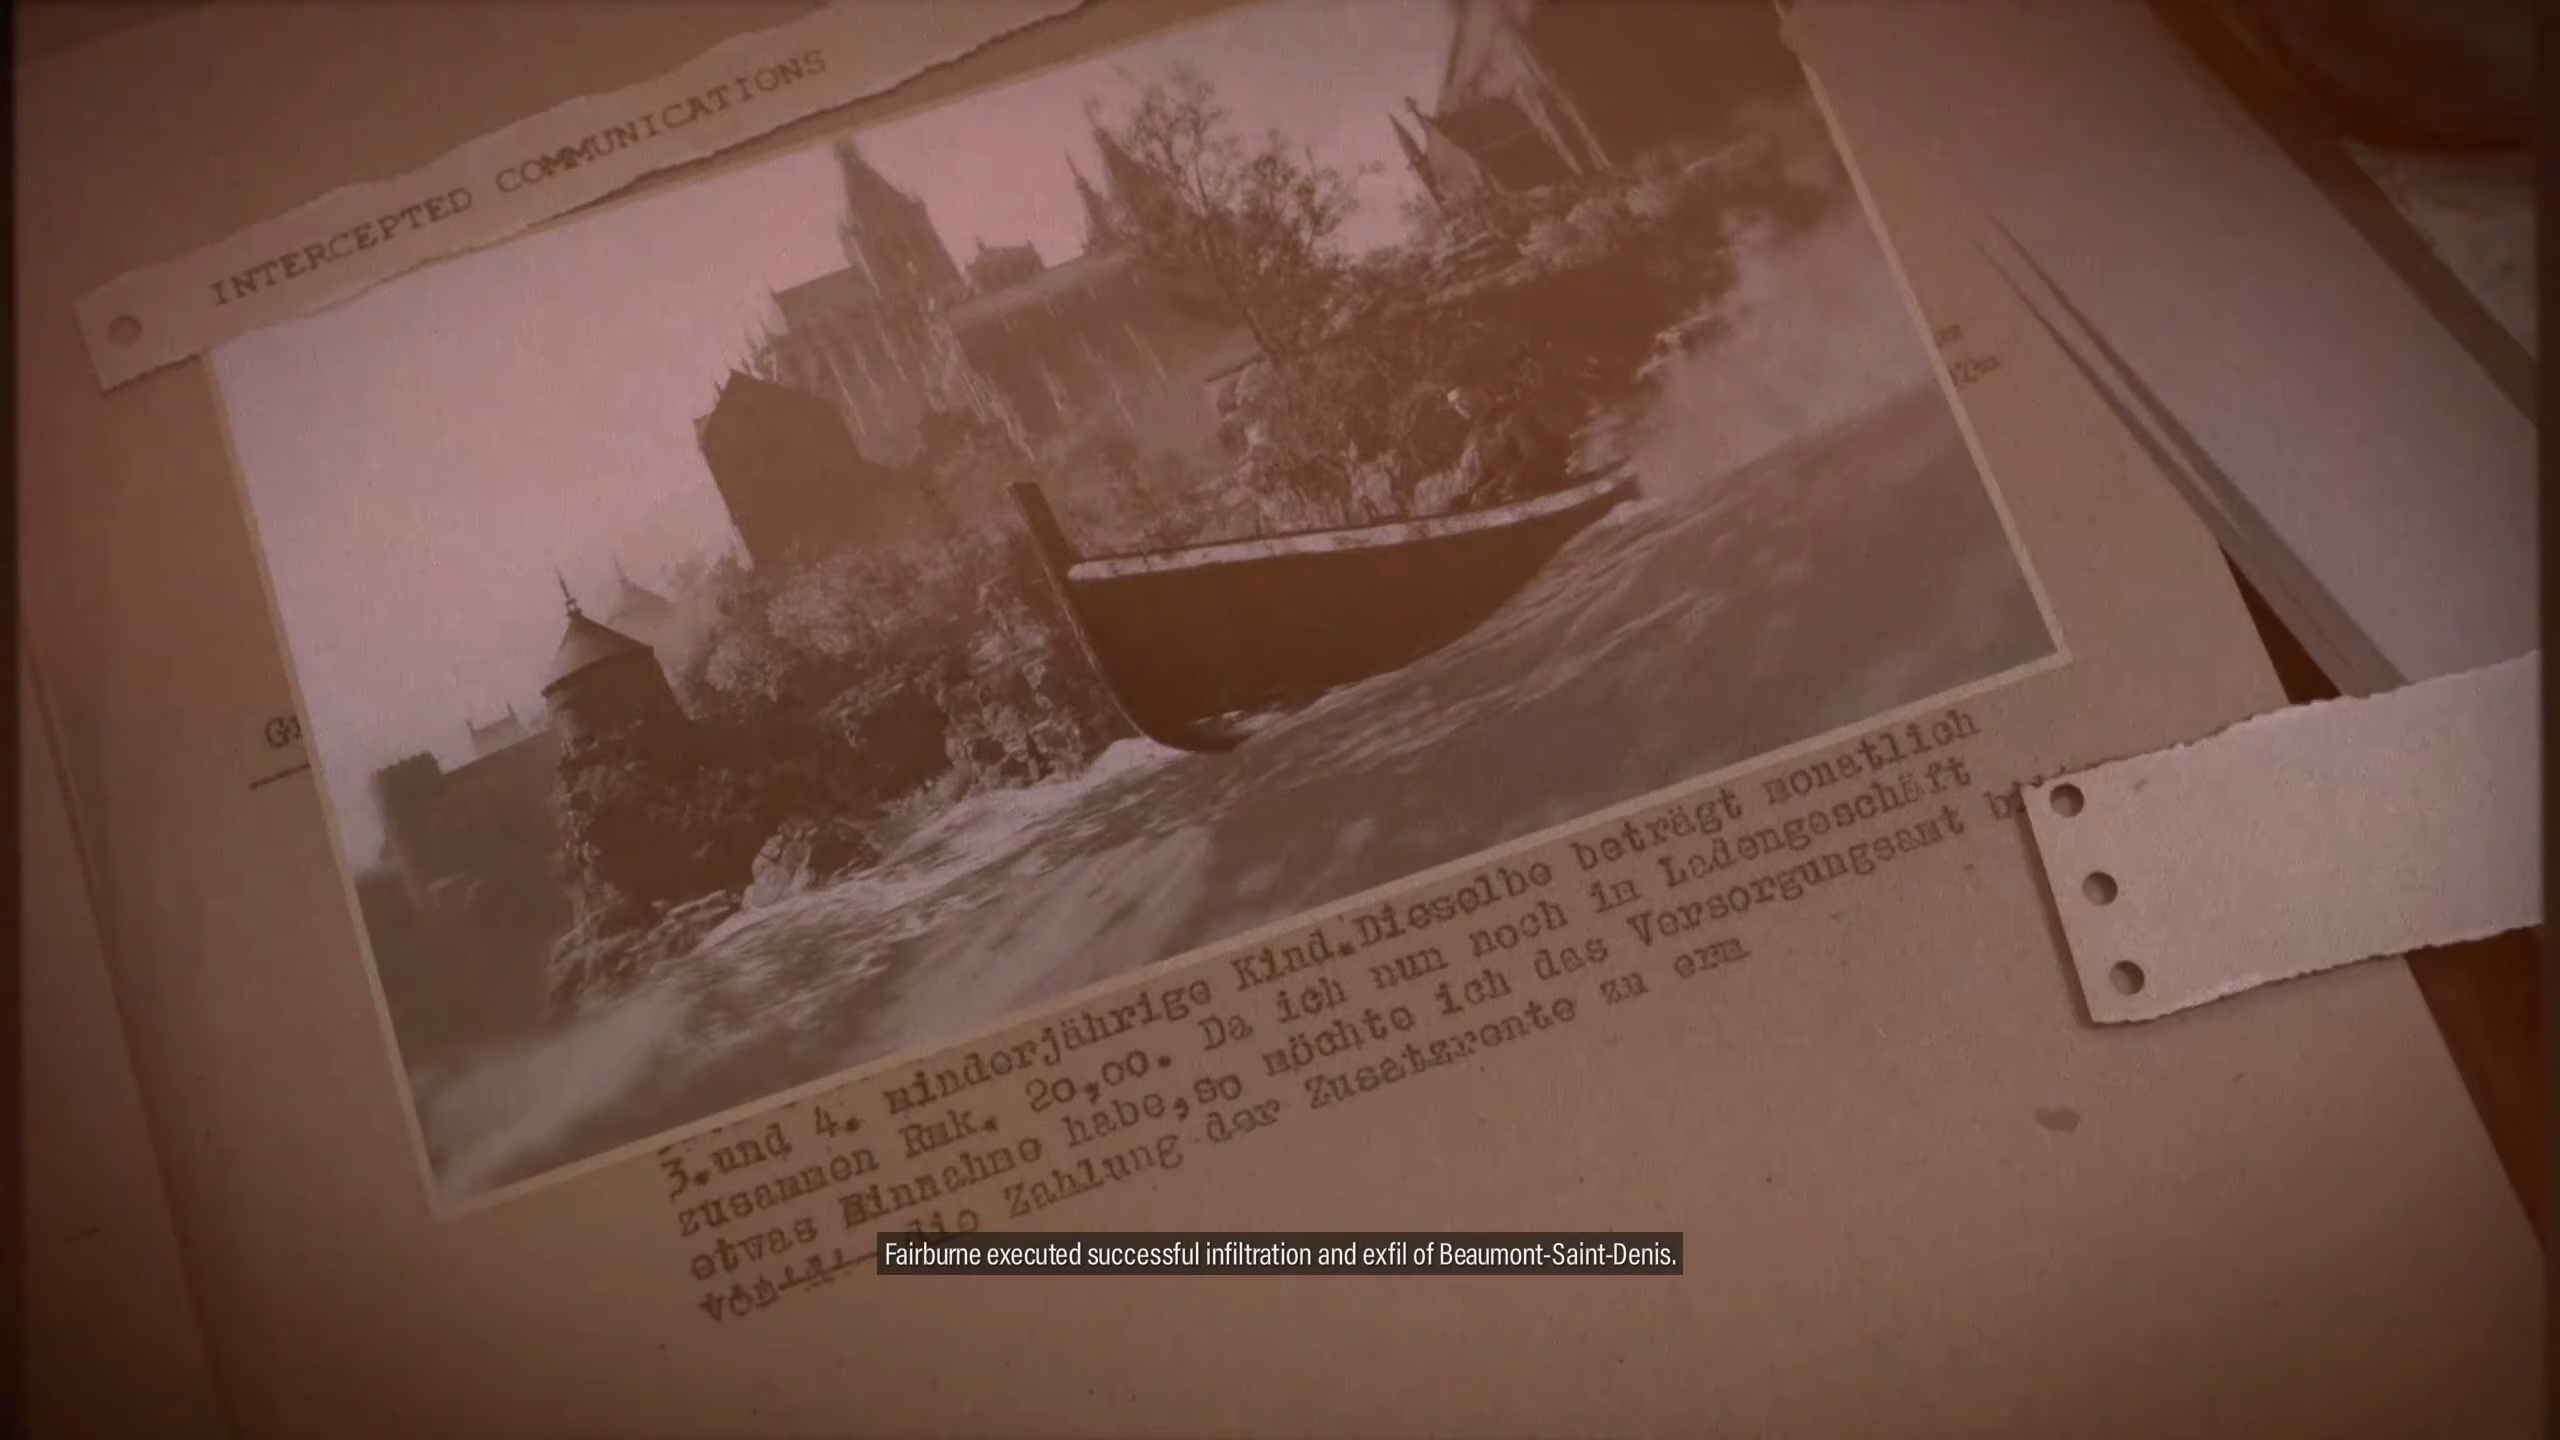 INTERCEPTED COMMUNICATIONS
3.und 4. minderjährige Kind.Dieselbe beträgt monatlich
zusammen Rmk. 20,00. Da ich nun noch in Ladengeschäft
etwas Einnahme habe,so möchte ich das Versorgungsamt
die Zahlung der Zusatzrente zu
Fairburne executed successful infiltration and exfil of Beaumont-Saint-Denis.